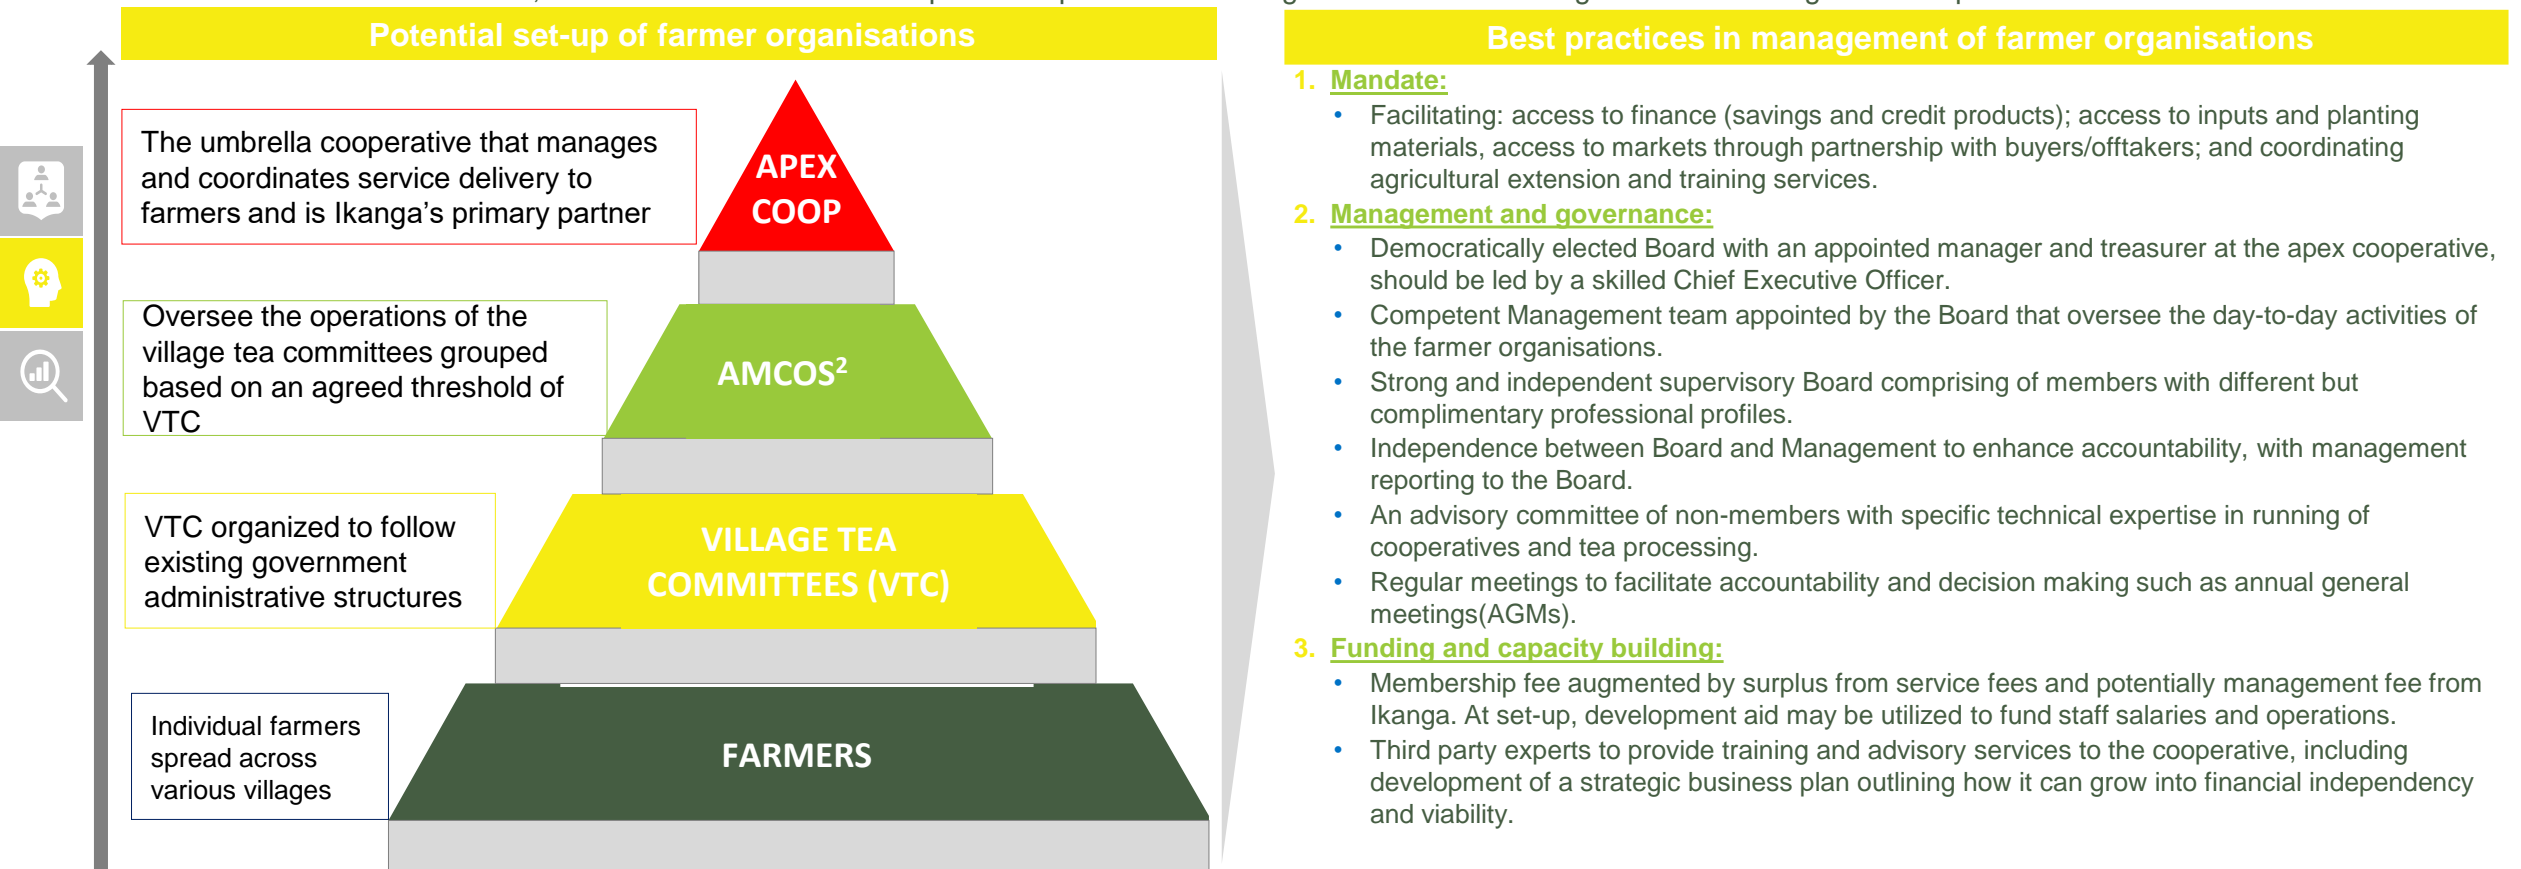 Potential set-up of farmer organisations
The umbrella cooperative that manages
and coordinates service delivery to
farmers and is Ikanga’s primary partner
APEX
COOP
Oversee the operations of the
village tea committees grouped
based on an agreed threshold of
VTC
AMCOS²
VTC organized to follow
existing government
administrative structures
VILLAGE TEA
COMMITTEES (VTC)
Individual farmers
spread across
various villages
FARMERS
Best practices in management of farmer organisations
1. Mandate:
• Facilitating: access to finance (savings and credit products); access to inputs and planting
materials, access to markets through partnership with buyers/offtakers; and coordinating
agricultural extension and training services.
2. Management and governance:
• Democratically elected Board with an appointed manager and treasurer at the apex cooperative,
should be led by a skilled Chief Executive Officer.
• Competent Management team appointed by the Board that oversee the day-to-day activities of
the farmer organisations.
• Strong and independent supervisory Board comprising of members with different but
complimentary professional profiles.
• Independence between Board and Management to enhance accountability, with management
reporting to the Board.
• An advisory committee of non-members with specific technical expertise in running of
cooperatives and tea processing.
• Regular meetings to facilitate accountability and decision making such as annual general
meetings(AGMs).
3. Funding and capacity building:
• Membership fee augmented by surplus from service fees and potentially management fee from
Ikanga. At set-up, development aid may be utilized to fund staff salaries and operations.
• Third party experts to provide training and advisory services to the cooperative, including
development of a strategic business plan outlining how it can grow into financial independency
and viability.